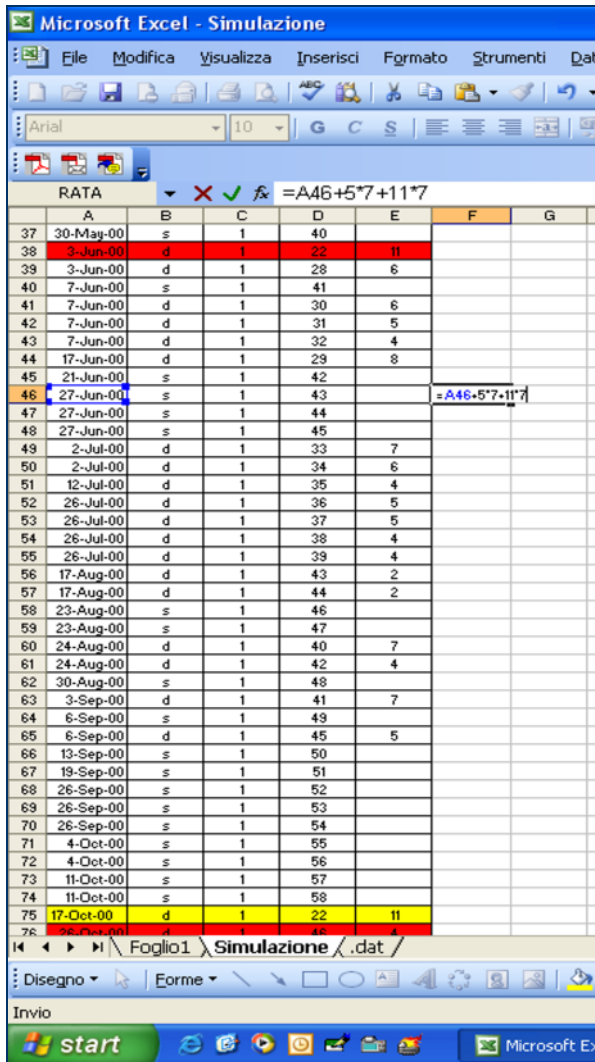 Microsoft Excel - Simulazione
File Modifica Visualizza Inserisci Formato Strumenti Dat
Arial 10 G C S
RATA =A46+5*7+11*7
A B C D E F G
37 30-May-00 s 1 40
38 3-Jun-00 d 1 22 11
39 3-Jun-00 d 1 28 6
40 7-Jun-00 s 1 41
41 7-Jun-00 d 1 30 6
42 7-Jun-00 d 1 31 5
43 7-Jun-00 d 1 32 4
44 17-Jun-00 d 1 29 8
45 21-Jun-00 s 1 42
46 27-Jun-00 s 1 43 =A46+5*7+11*7
47 27-Jun-00 s 1 44
48 27-Jun-00 s 1 45
49 2-Jul-00 d 1 33 7
50 2-Jul-00 d 1 34 6
51 12-Jul-00 d 1 35 4
52 26-Jul-00 d 1 36 5
53 26-Jul-00 d 1 37 5
54 26-Jul-00 d 1 38 4
55 26-Jul-00 d 1 39 4
56 17-Aug-00 d 1 43 2
57 17-Aug-00 d 1 44 2
58 23-Aug-00 s 1 46
59 23-Aug-00 s 1 47
60 24-Aug-00 d 1 40 7
61 24-Aug-00 d 1 42 4
62 30-Aug-00 s 1 48
63 3-Sep-00 d 1 41 7
64 6-Sep-00 s 1 49
65 6-Sep-00 d 1 45 5
66 13-Sep-00 s 1 50
67 19-Sep-00 s 1 51
68 26-Sep-00 s 1 52
69 26-Sep-00 s 1 53
70 26-Sep-00 s 1 54
71 4-Oct-00 s 1 55
72 4-Oct-00 s 1 56
73 11-Oct-00 s 1 57
74 11-Oct-00 s 1 58
75 17-Oct-00 d 1 22 11
76 26-Oct-00 d 1 46 4
Foglio1 Simulazione .dat
Disegno Forme
Invio
start Microsoft Ex